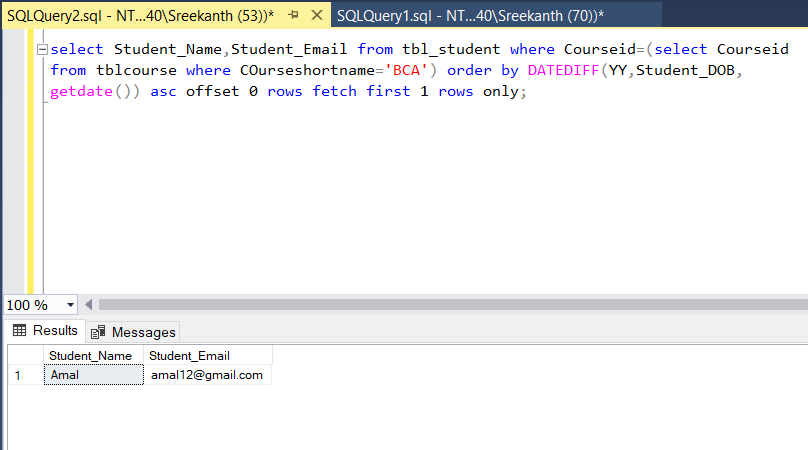 SQLQuery2.sql - NT...40\Sreekanth (53))* SQLQuery1.sql - NT...40\Sreekanth (70))*
select Student_Name,Student_Email from tbl_student where Courseid=(select Courseid
from tblcourse where COurseshortname='BCA') order by DATEDIFF(YY,Student_DOB,
getdate()) asc offset 0 rows fetch first 1 rows only;
100 %
Results Messages
Student_Name Student_Email
1 Amal amal12@gmail.com